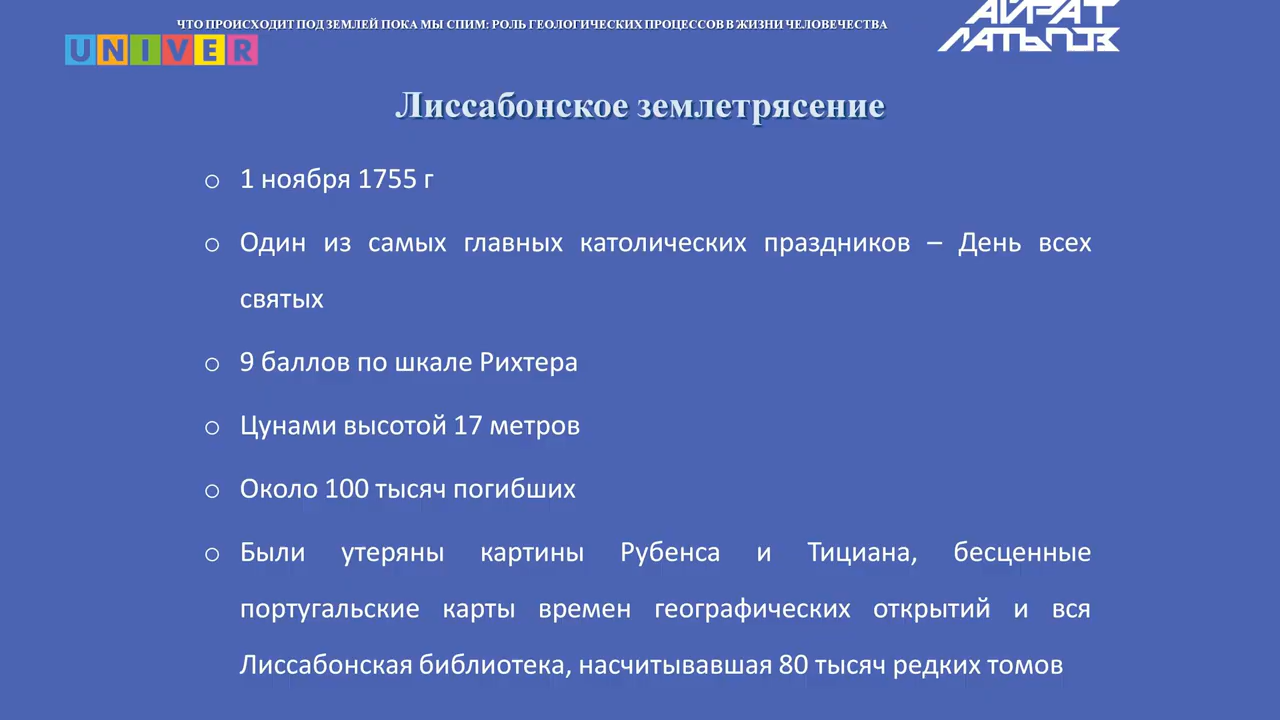 ЧТО ПРОИСХОДИТ ПОД ЗЕМЛЕЙ ПОКА МЫ СПИМ: РОЛЬ ГЕОЛОГИЧЕСКИХ ПРОЦЕССОВ В ЖИЗНИ ЧЕЛОВЕЧЕСТВА
UNIVER
АЙРАТ
ЛАТЫПОВ
Лиссабонское землетрясение
1 ноября 1755 г
Один из самых главных католических праздников – День всех
святых
9 баллов по шкале Рихтера
Цунами высотой 17 метров
Около 100 тысяч погибших
Были утеряны картины Рубенса и Тициана, бесценные
португальские карты времен географических открытий и вся
Лиссабонская библиотека, насчитывавшая 80 тысяч редких томов